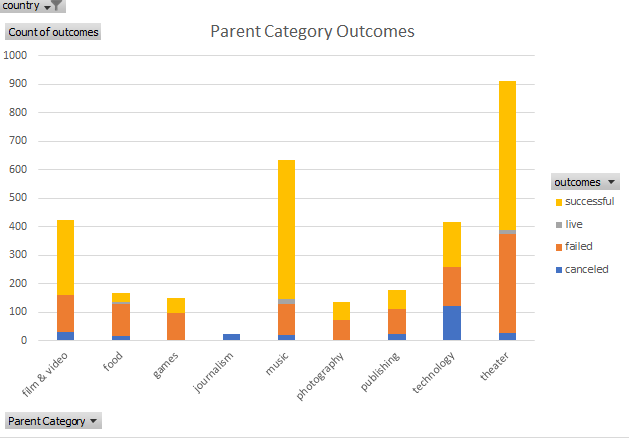 country
Count of outcomes
Parent Category Outcomes
1000
900
800
700
600
500
400
300
200
100
0
film & video
food
games
journalism
music
photography
publishing
technology
theater
outcomes
successful
live
failed
canceled
Parent Category